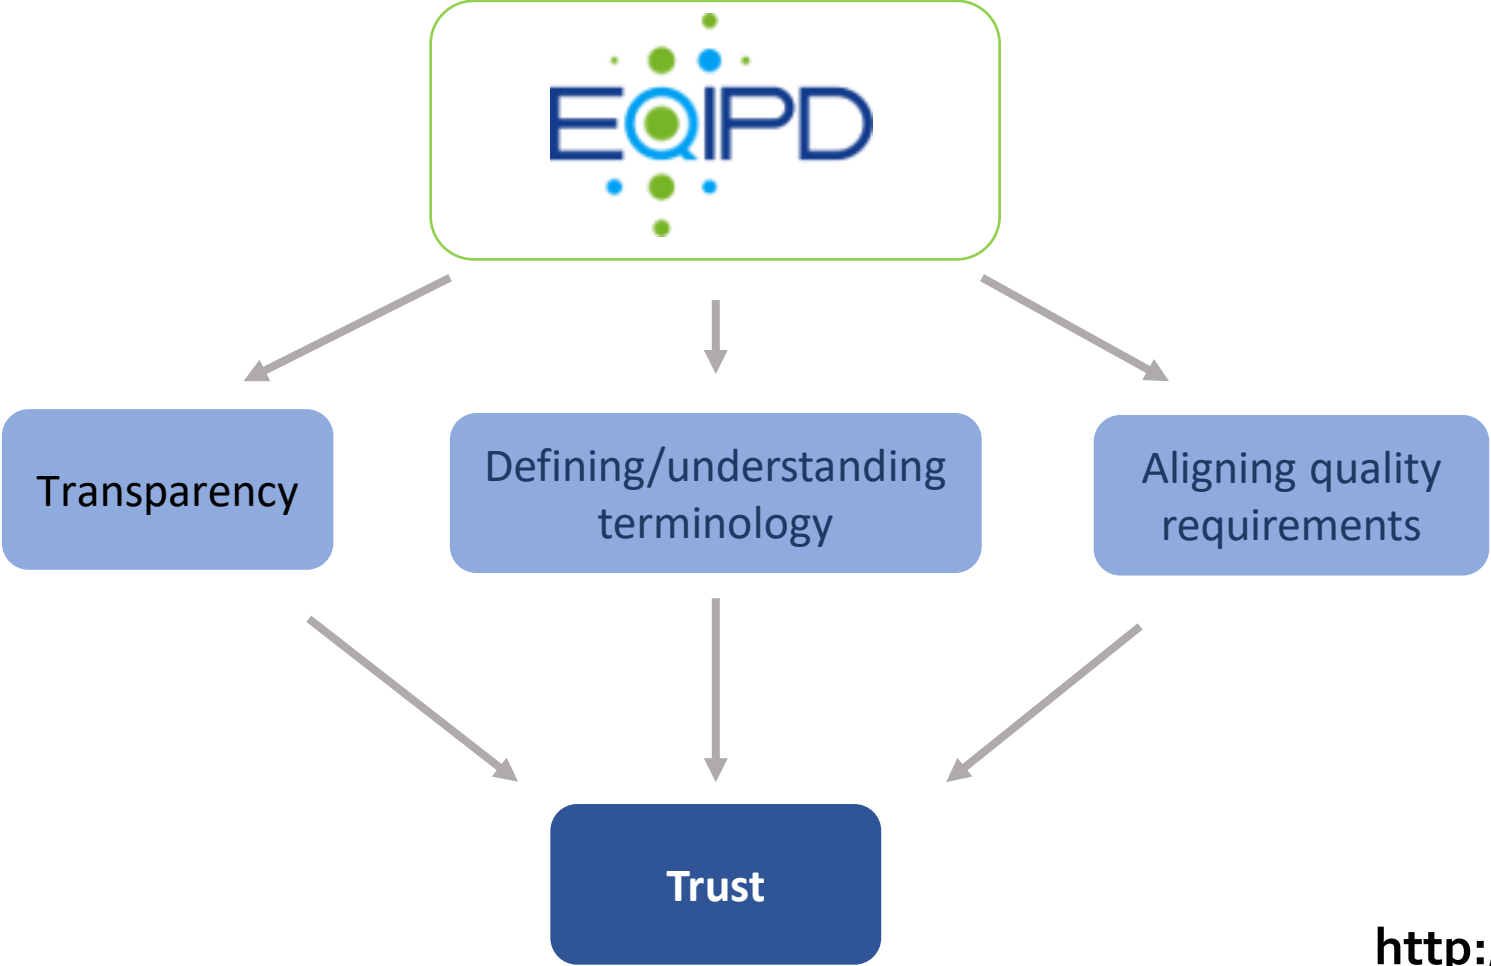 EQIPD
Transparency
Defining/understanding
terminology
Aligning quality
requirements
Trust
http:/